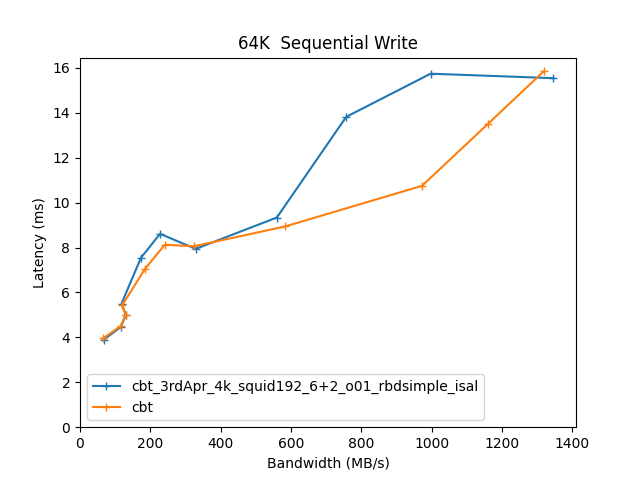 64K  Sequential Write
16
14
12
10
8
6
4
2
0
Latency (ms)
cbt_3rdApr_4k_squid192_6+2_o01_rbdsimple_isal
cbt
0 200 400 600 800 1000 1200 1400
Bandwidth (MB/s)